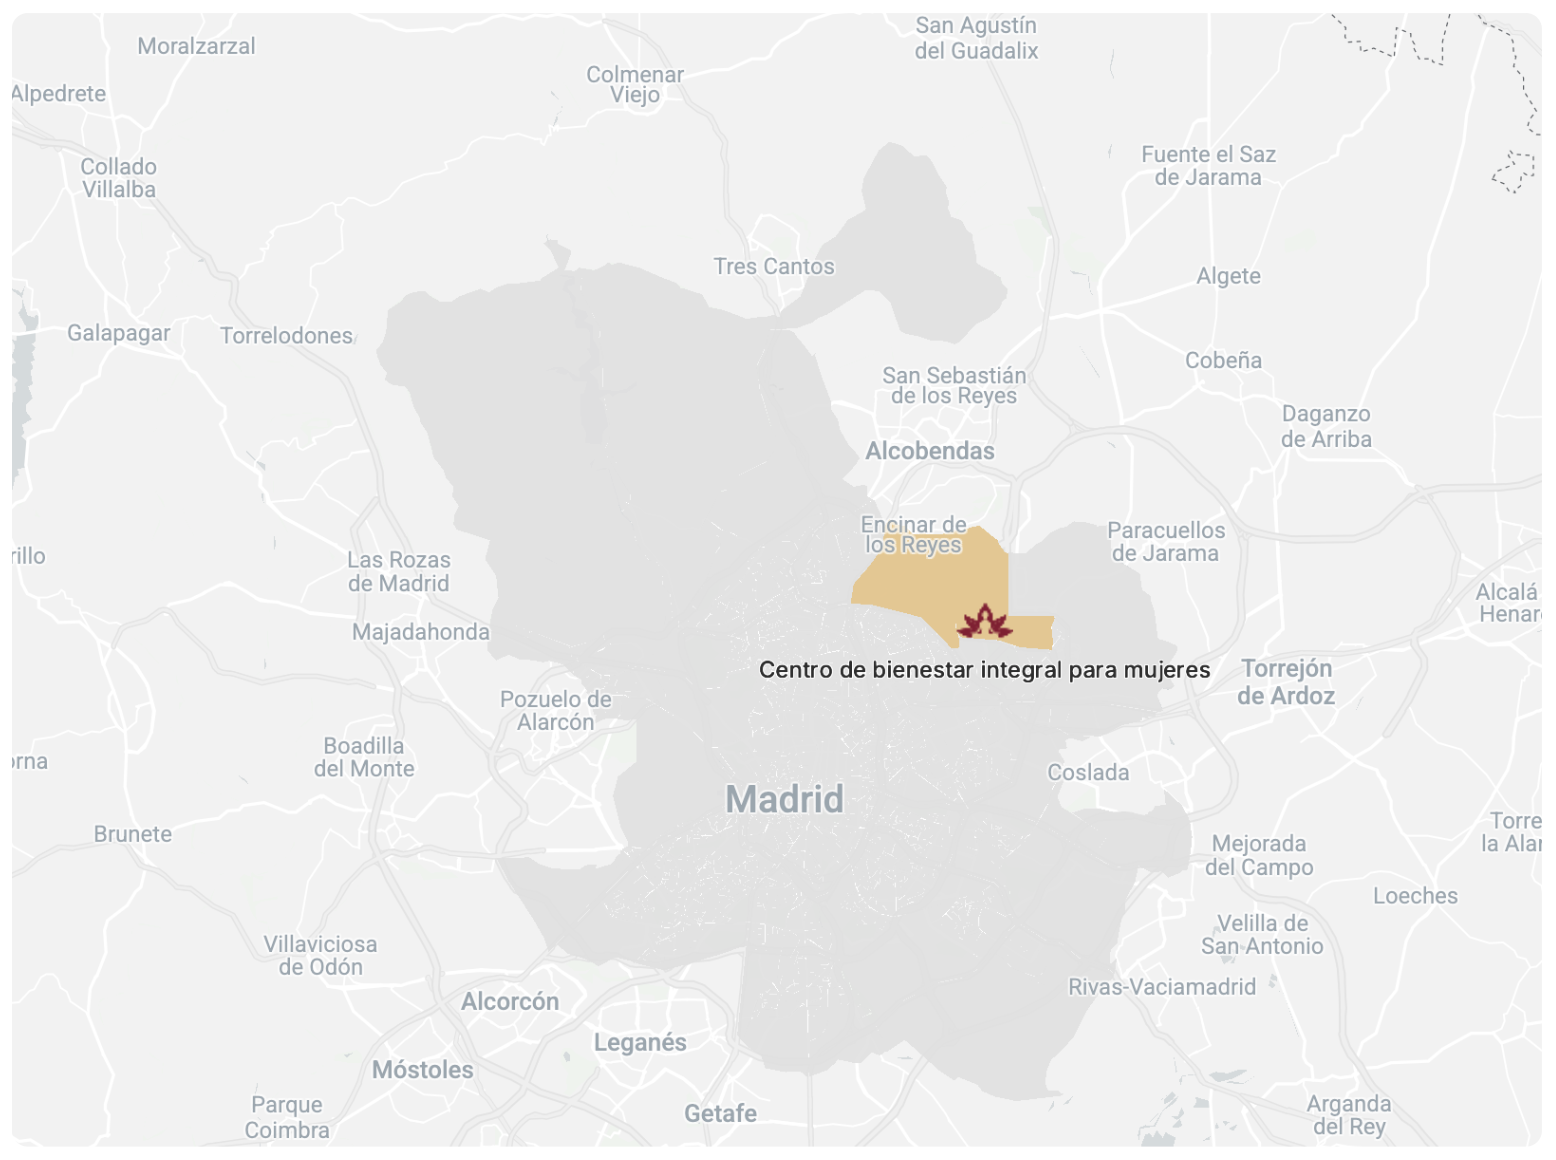 San Agustín
del Guadalix
Moralzarzal
Colmenar
Viejo
Alpedrete
Fuente el Saz
de Jarama
Collado
Villalba
Tres Cantos
Algete
Galapagar
Torrelodones
Cobeña
San Sebastián
de los Reyes
Daganzo
de Arriba
Alcobendas
Encinar de
los Reyes
Paracuellos
de Jarama
rillo
Las Rozas
de Madrid
Alcalá
Henar
Majadahonda
Centro de bienestar integral para mujeres
Torrejón
de Ardoz
Pozuelo de
Alarcón
Boadilla
del Monte
orna
Coslada
Madrid
Brunete
Torre
la Alar
Mejorada
del Campo
Loeches
Velilla de
San Antonio
Villaviciosa
de Odón
Rivas-Vaciamadrid
Alcorcón
Leganés
Móstoles
Getafe
Parque
Coimbra
Arganda
del Rey